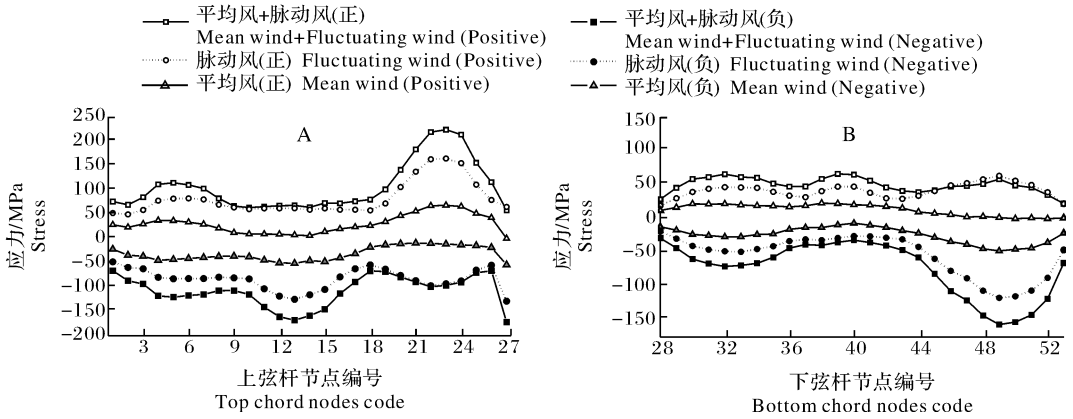 平均风+脉动风(正)
Mean wind+Fluctuating wind (Positive)
脉动风(正) Fluctuating wind (Positive)
平均风(正) Mean wind (Positive)
平均风+脉动风(负)
Mean wind+Fluctuating wind (Negative)
脉动风(负) Fluctuating wind (Negative)
平均风(负) Mean wind (Negative)
A
应力/MPa
Stress
250
200
150
100
50
0
−50
−100
−150
−200
3 6 9 12 15 18 21 24 27
上弦杆节点编号
Top chord nodes code
B
应力/MPa
Stress
150
100
50
0
−50
−100
−150
28 32 36 40 44 48 52
下弦杆节点编号
Bottom chord nodes code